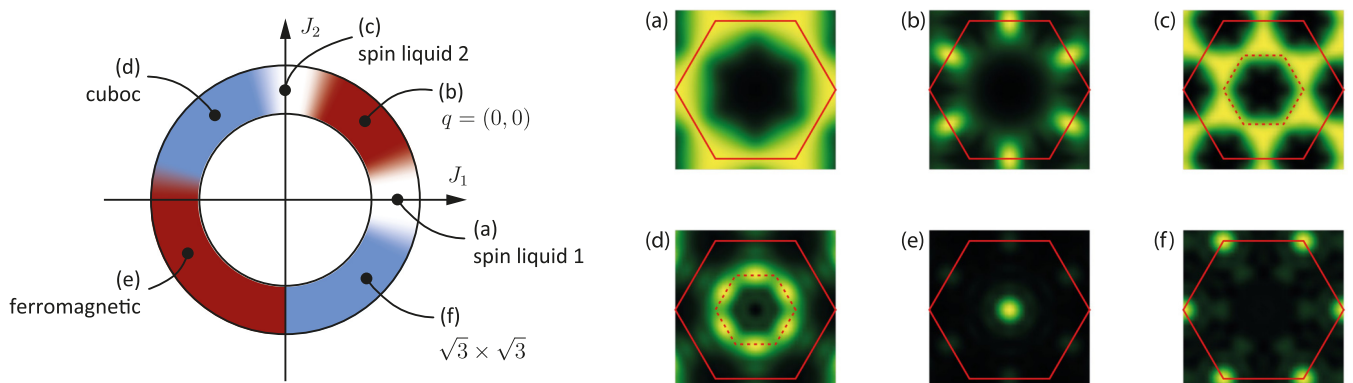 J₂
(c)
spin liquid 2
(d)
cuboc
(b)
q = (0, 0)
J₁
(a)
spin liquid 1
(e)
ferromagnetic
(f)
√3 × √3
(a)
(b)
(c)
(d)
(e)
(f)